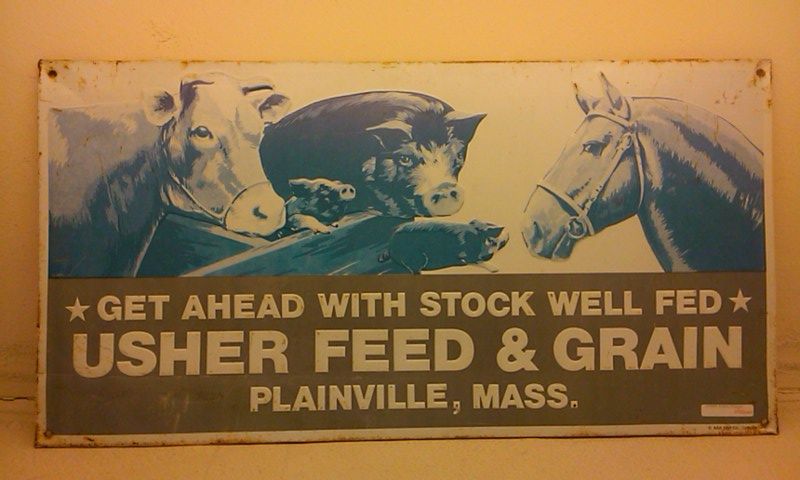 ★ GET AHEAD WITH STOCK WELL FED ★
USHER FEED & GRAIN
PLAINVILLE, MASS.